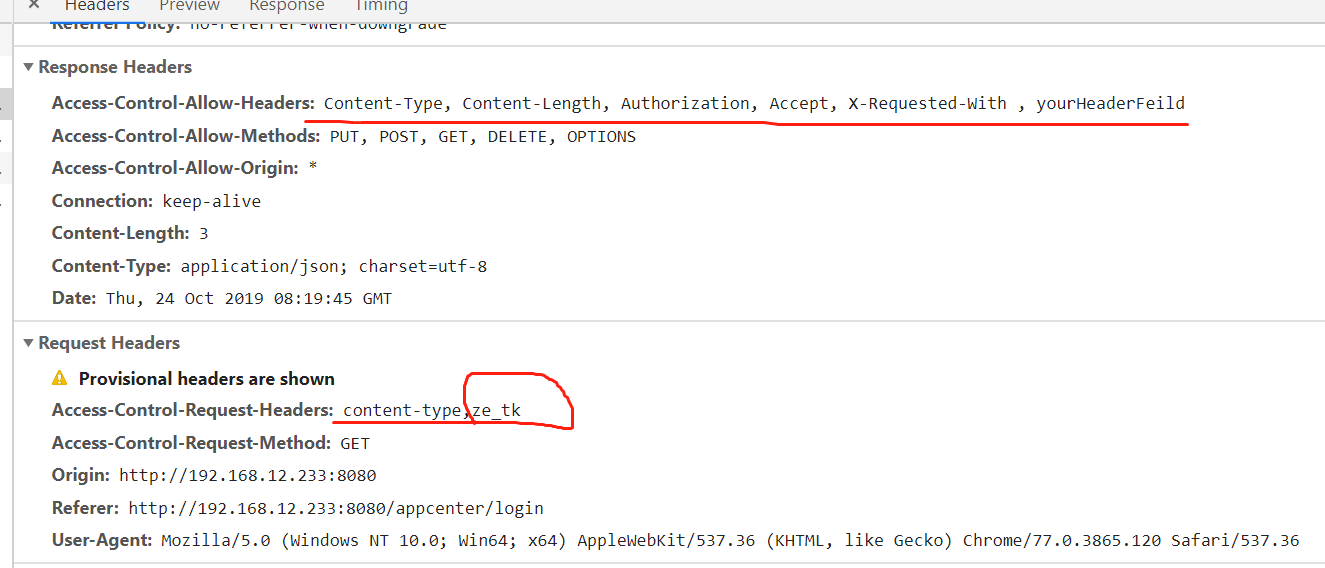 × Headers Preview Response Timing
Referrer Policy: no-referrer-when-downgrade
▼ Response Headers
Access-Control-Allow-Headers: Content-Type, Content-Length, Authorization, Accept, X-Requested-With , yourHeaderFeild
Access-Control-Allow-Methods: PUT, POST, GET, DELETE, OPTIONS
Access-Control-Allow-Origin: *
Connection: keep-alive
Content-Length: 3
Content-Type: application/json; charset=utf-8
Date: Thu, 24 Oct 2019 08:19:45 GMT
▼ Request Headers
Provisional headers are shown
Access-Control-Request-Headers: content-type,ze_tk
Access-Control-Request-Method: GET
Origin: http://192.168.12.233:8080
Referer: http://192.168.12.233:8080/appcenter/login
User-Agent: Mozilla/5.0 (Windows NT 10.0; Win64; x64) AppleWebKit/537.36 (KHTML, like Gecko) Chrome/77.0.3865.120 Safari/537.36